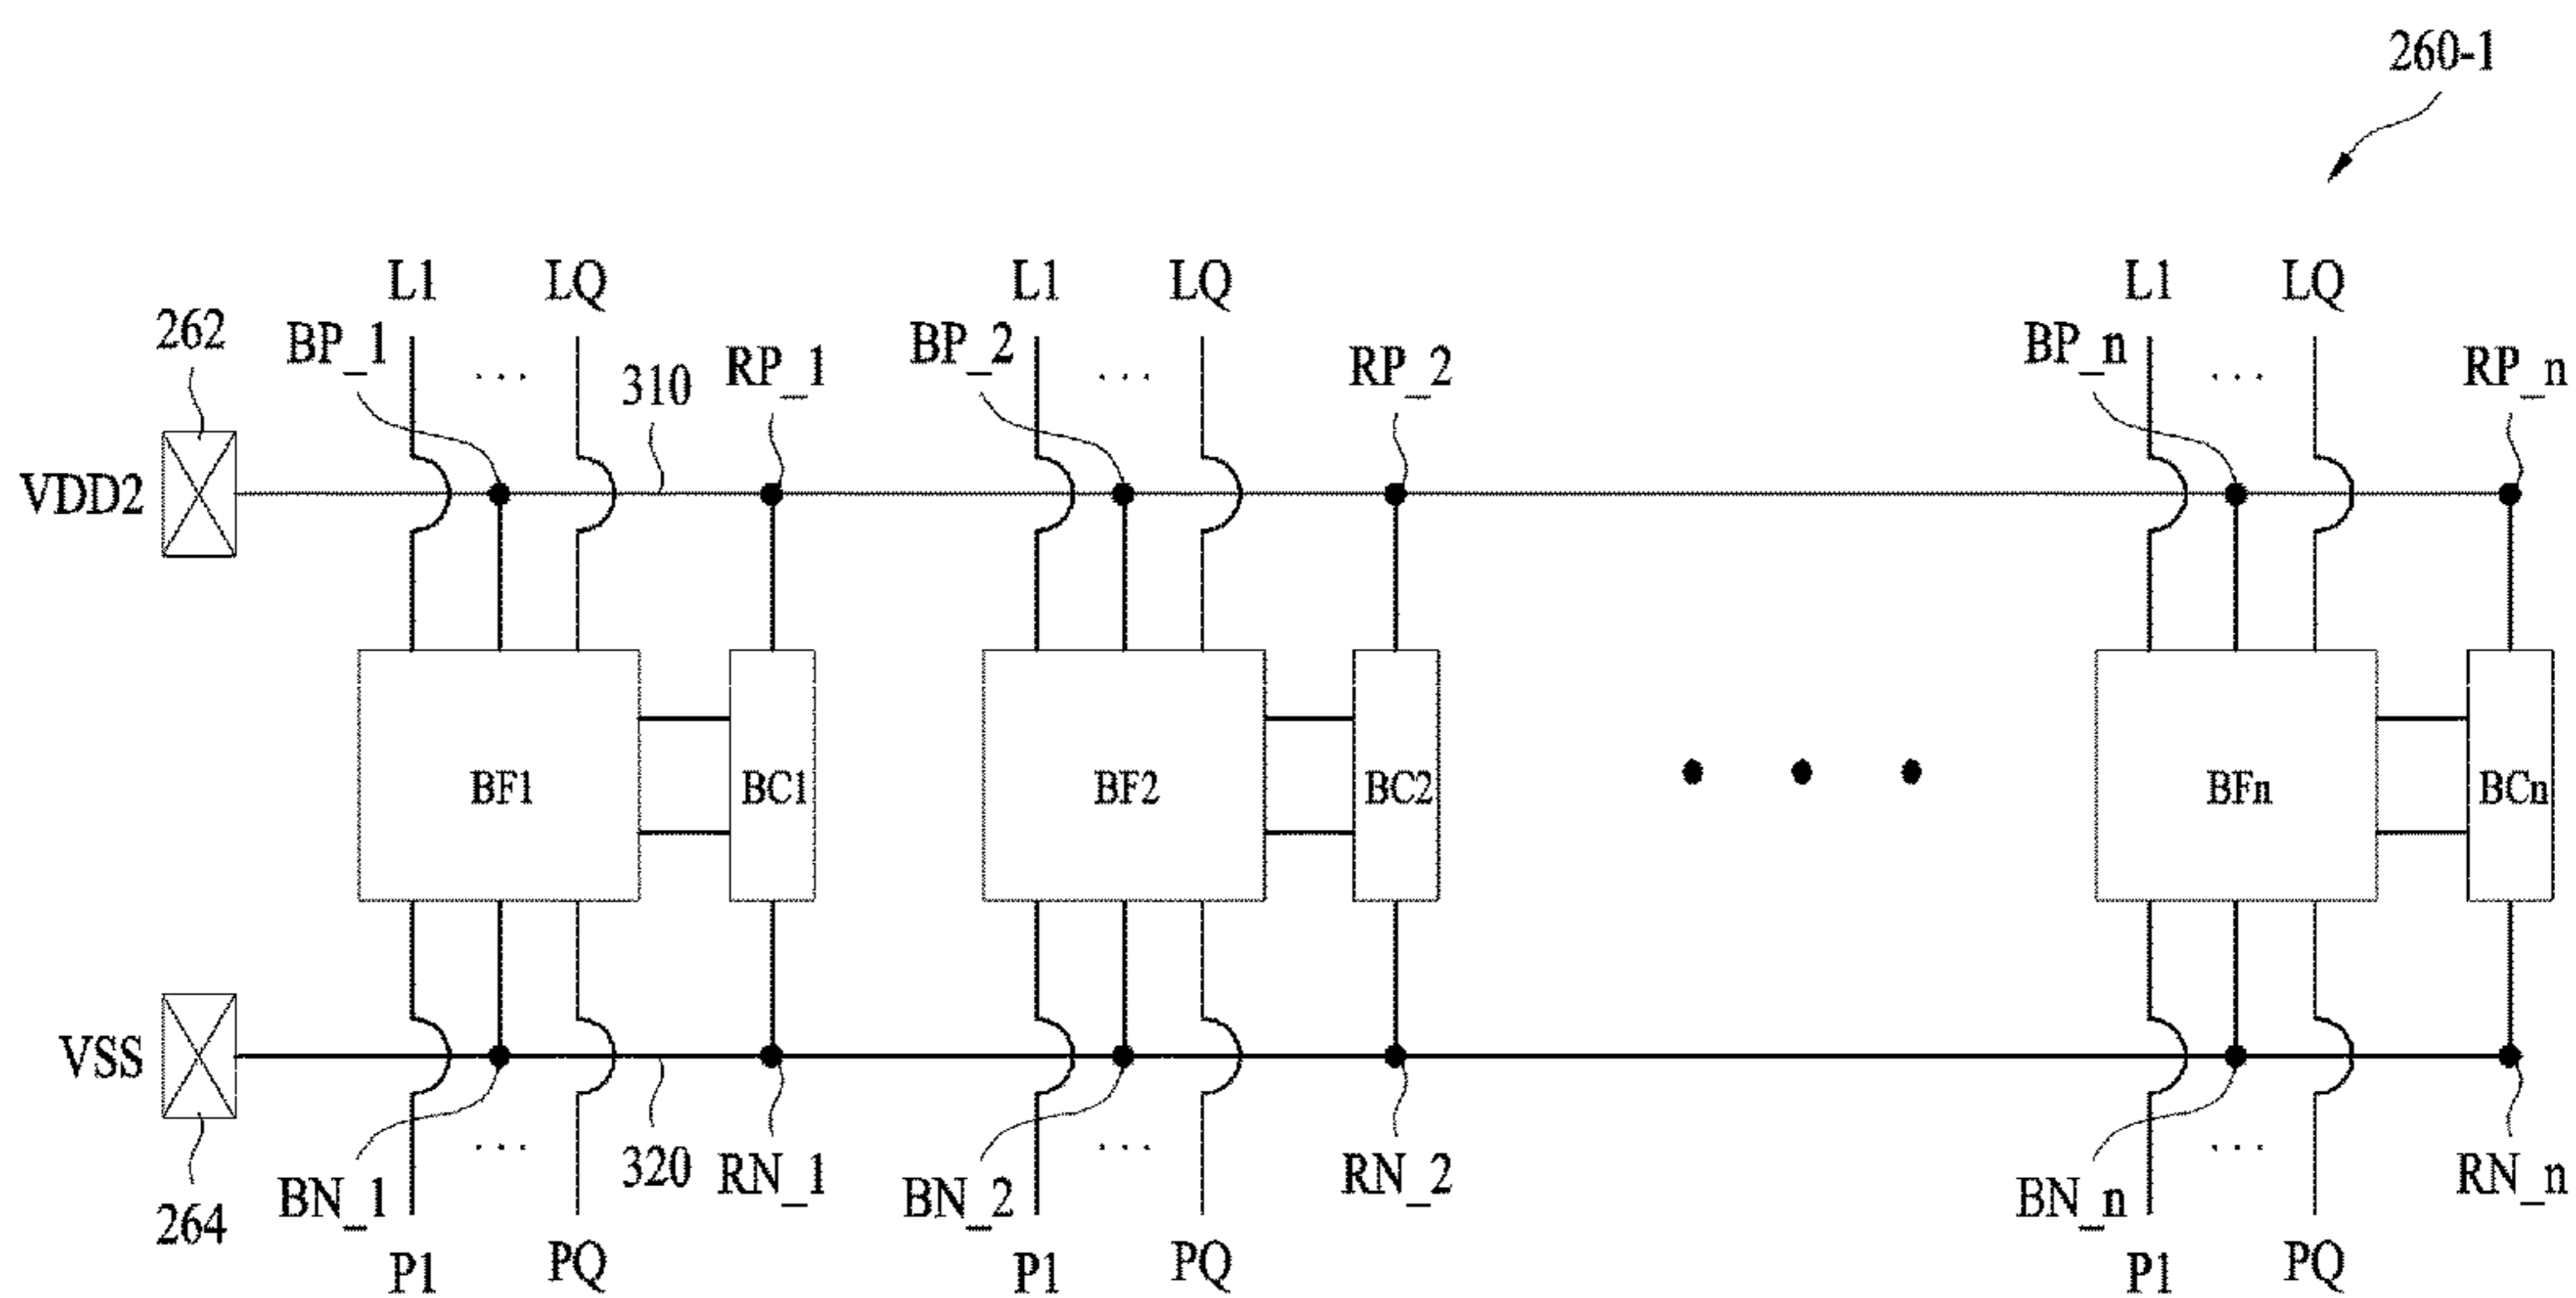 260-1
L1 LQ L1 LQ L1 LQ
262 BP_1 ... 310 RP_1 BP_2 ... RP_2 BP_n ... RP_n
VDD2
BF1 BC1 BF2 BC2 • • • BFn BCn
VSS
264 BN_1 ... 320 RN_1 BN_2 ... RN_2 BN_n ... RN_n
P1 PQ P1 PQ P1 PQ